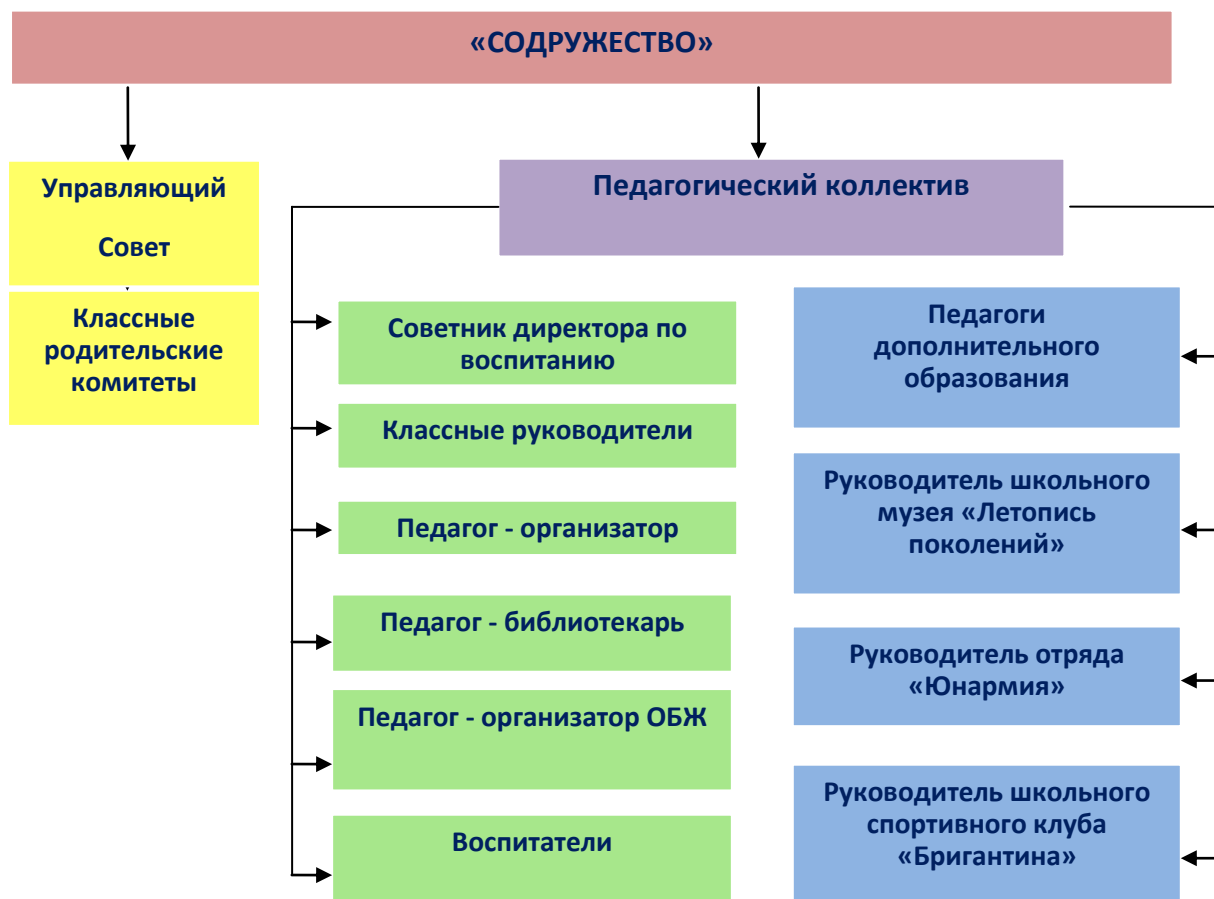 «СОДРУЖЕСТВО»
Управляющий
Совет
Классные
родительские
комитеты
Педагогический коллектив
Советник директора по
воспитанию
Классные руководители
Педагог - организатор
Педагог - библиотекарь
Педагог - организатор ОБЖ
Воспитатели
Педагоги
дополнительного
образования
Руководитель школьного
музея «Летопись
поколений»
Руководитель отряда
«Юнармия»
Руководитель школьного
спортивного клуба
«Бригантина»